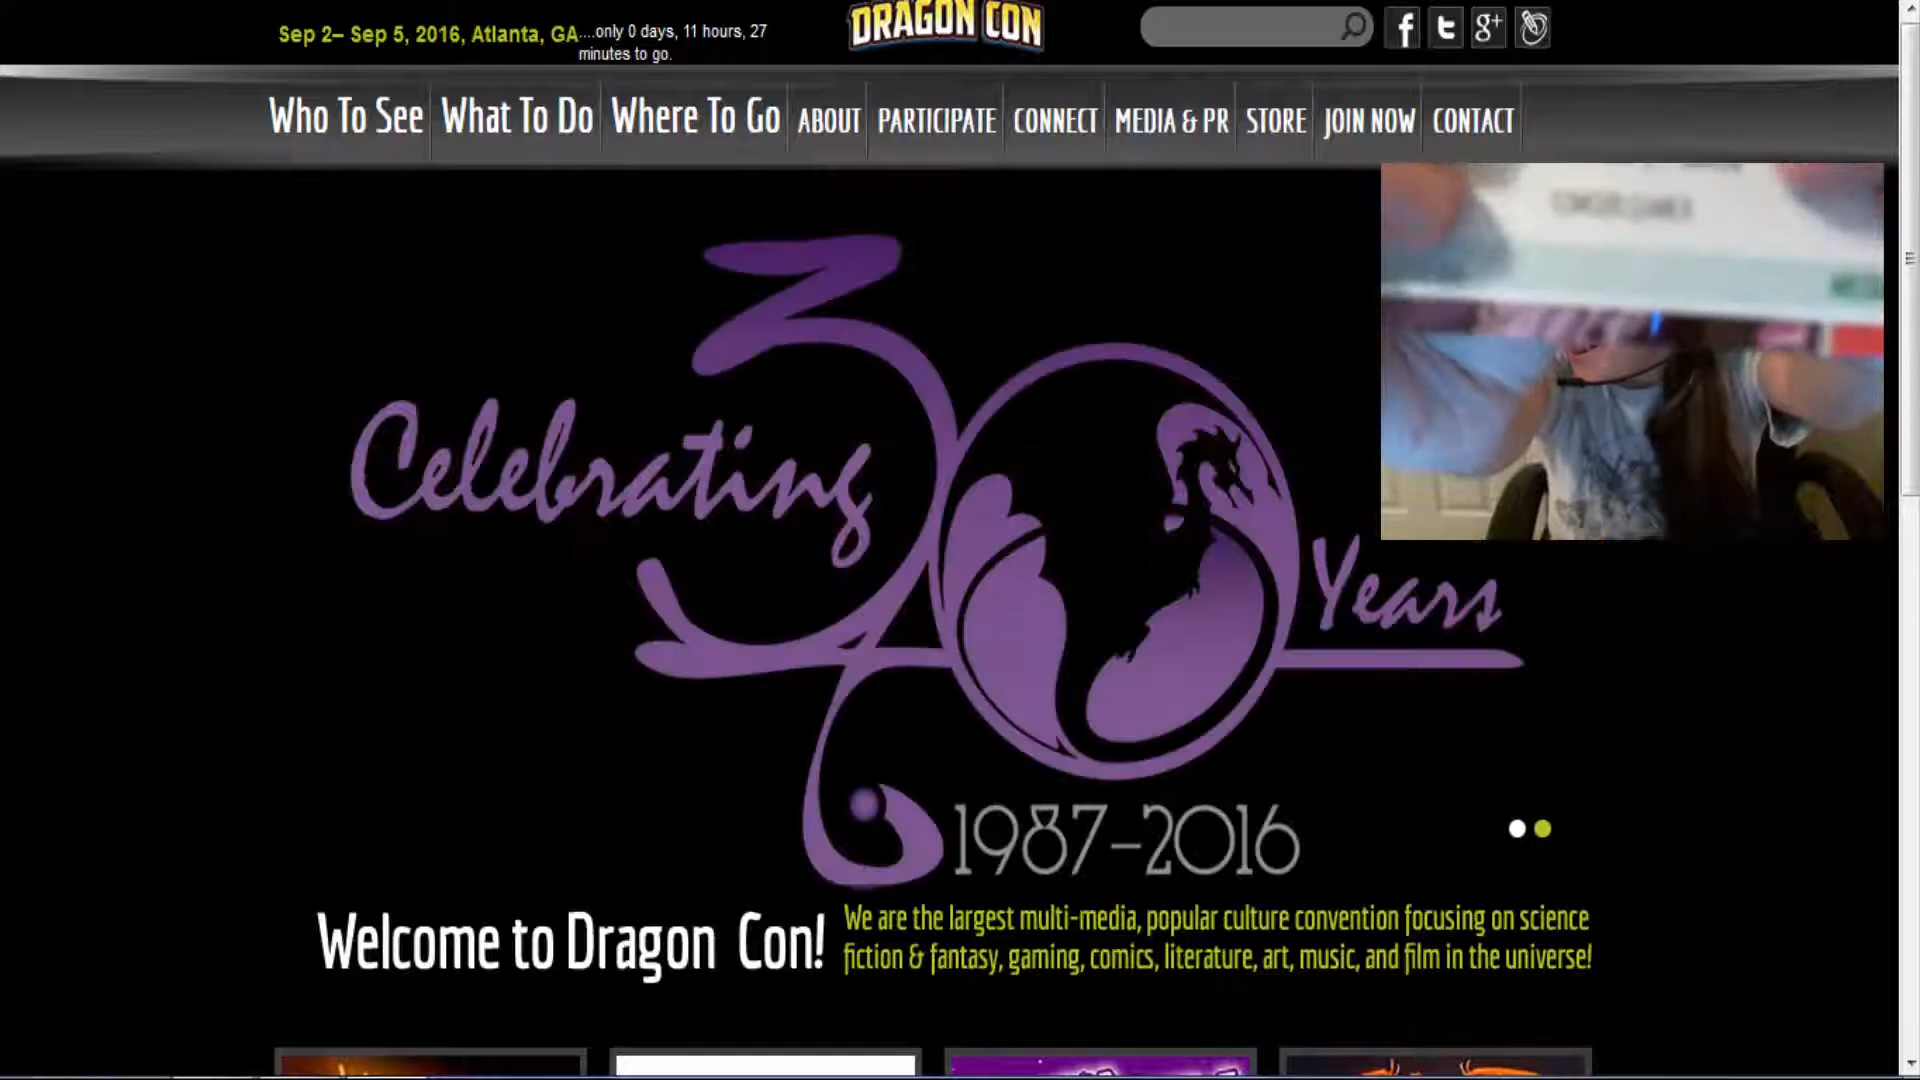 Sep 2– Sep 5, 2016, Atlanta, GA....only 0 days, 11 hours, 27
minutes to go.
DRAGON CON
Who To See What To Do Where To Go ABOUT PARTICIPATE CONNECT MEDIA & PR STORE JOIN NOW CONTACT
30
Celebrating
Years
1987-2016
Welcome to Dragon Con!
We are the largest multi-media, popular culture convention focusing on science
fiction & fantasy, gaming, comics, literature, art, music, and film in the universe!